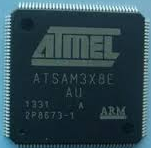 ATMEL
ATSAM3X8E
AU
1331 A
2P8673-1 ARM